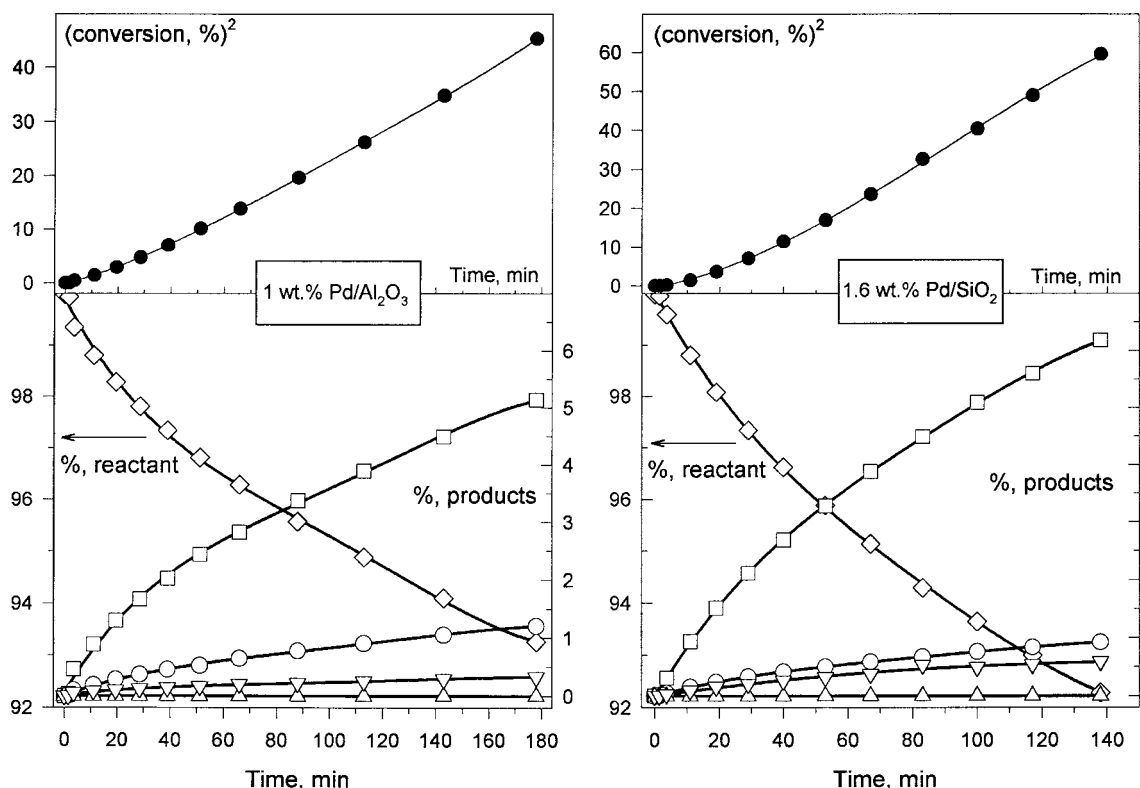 (conversion, %)²
40
30
20
10
0
Time, min
1 wt.% Pd/Al₂O₃
98
96
94
92
%, reactant
%, products
6
5
4
3
2
1
0
0 20 40 60 80 100 120 140 160 180
Time, min
(conversion, %)²
60
50
40
30
20
10
0
Time, min
1.6 wt.% Pd/SiO₂
98
96
94
92
%, reactant
%, products
0 20 40 60 80 100 120 140
Time, min